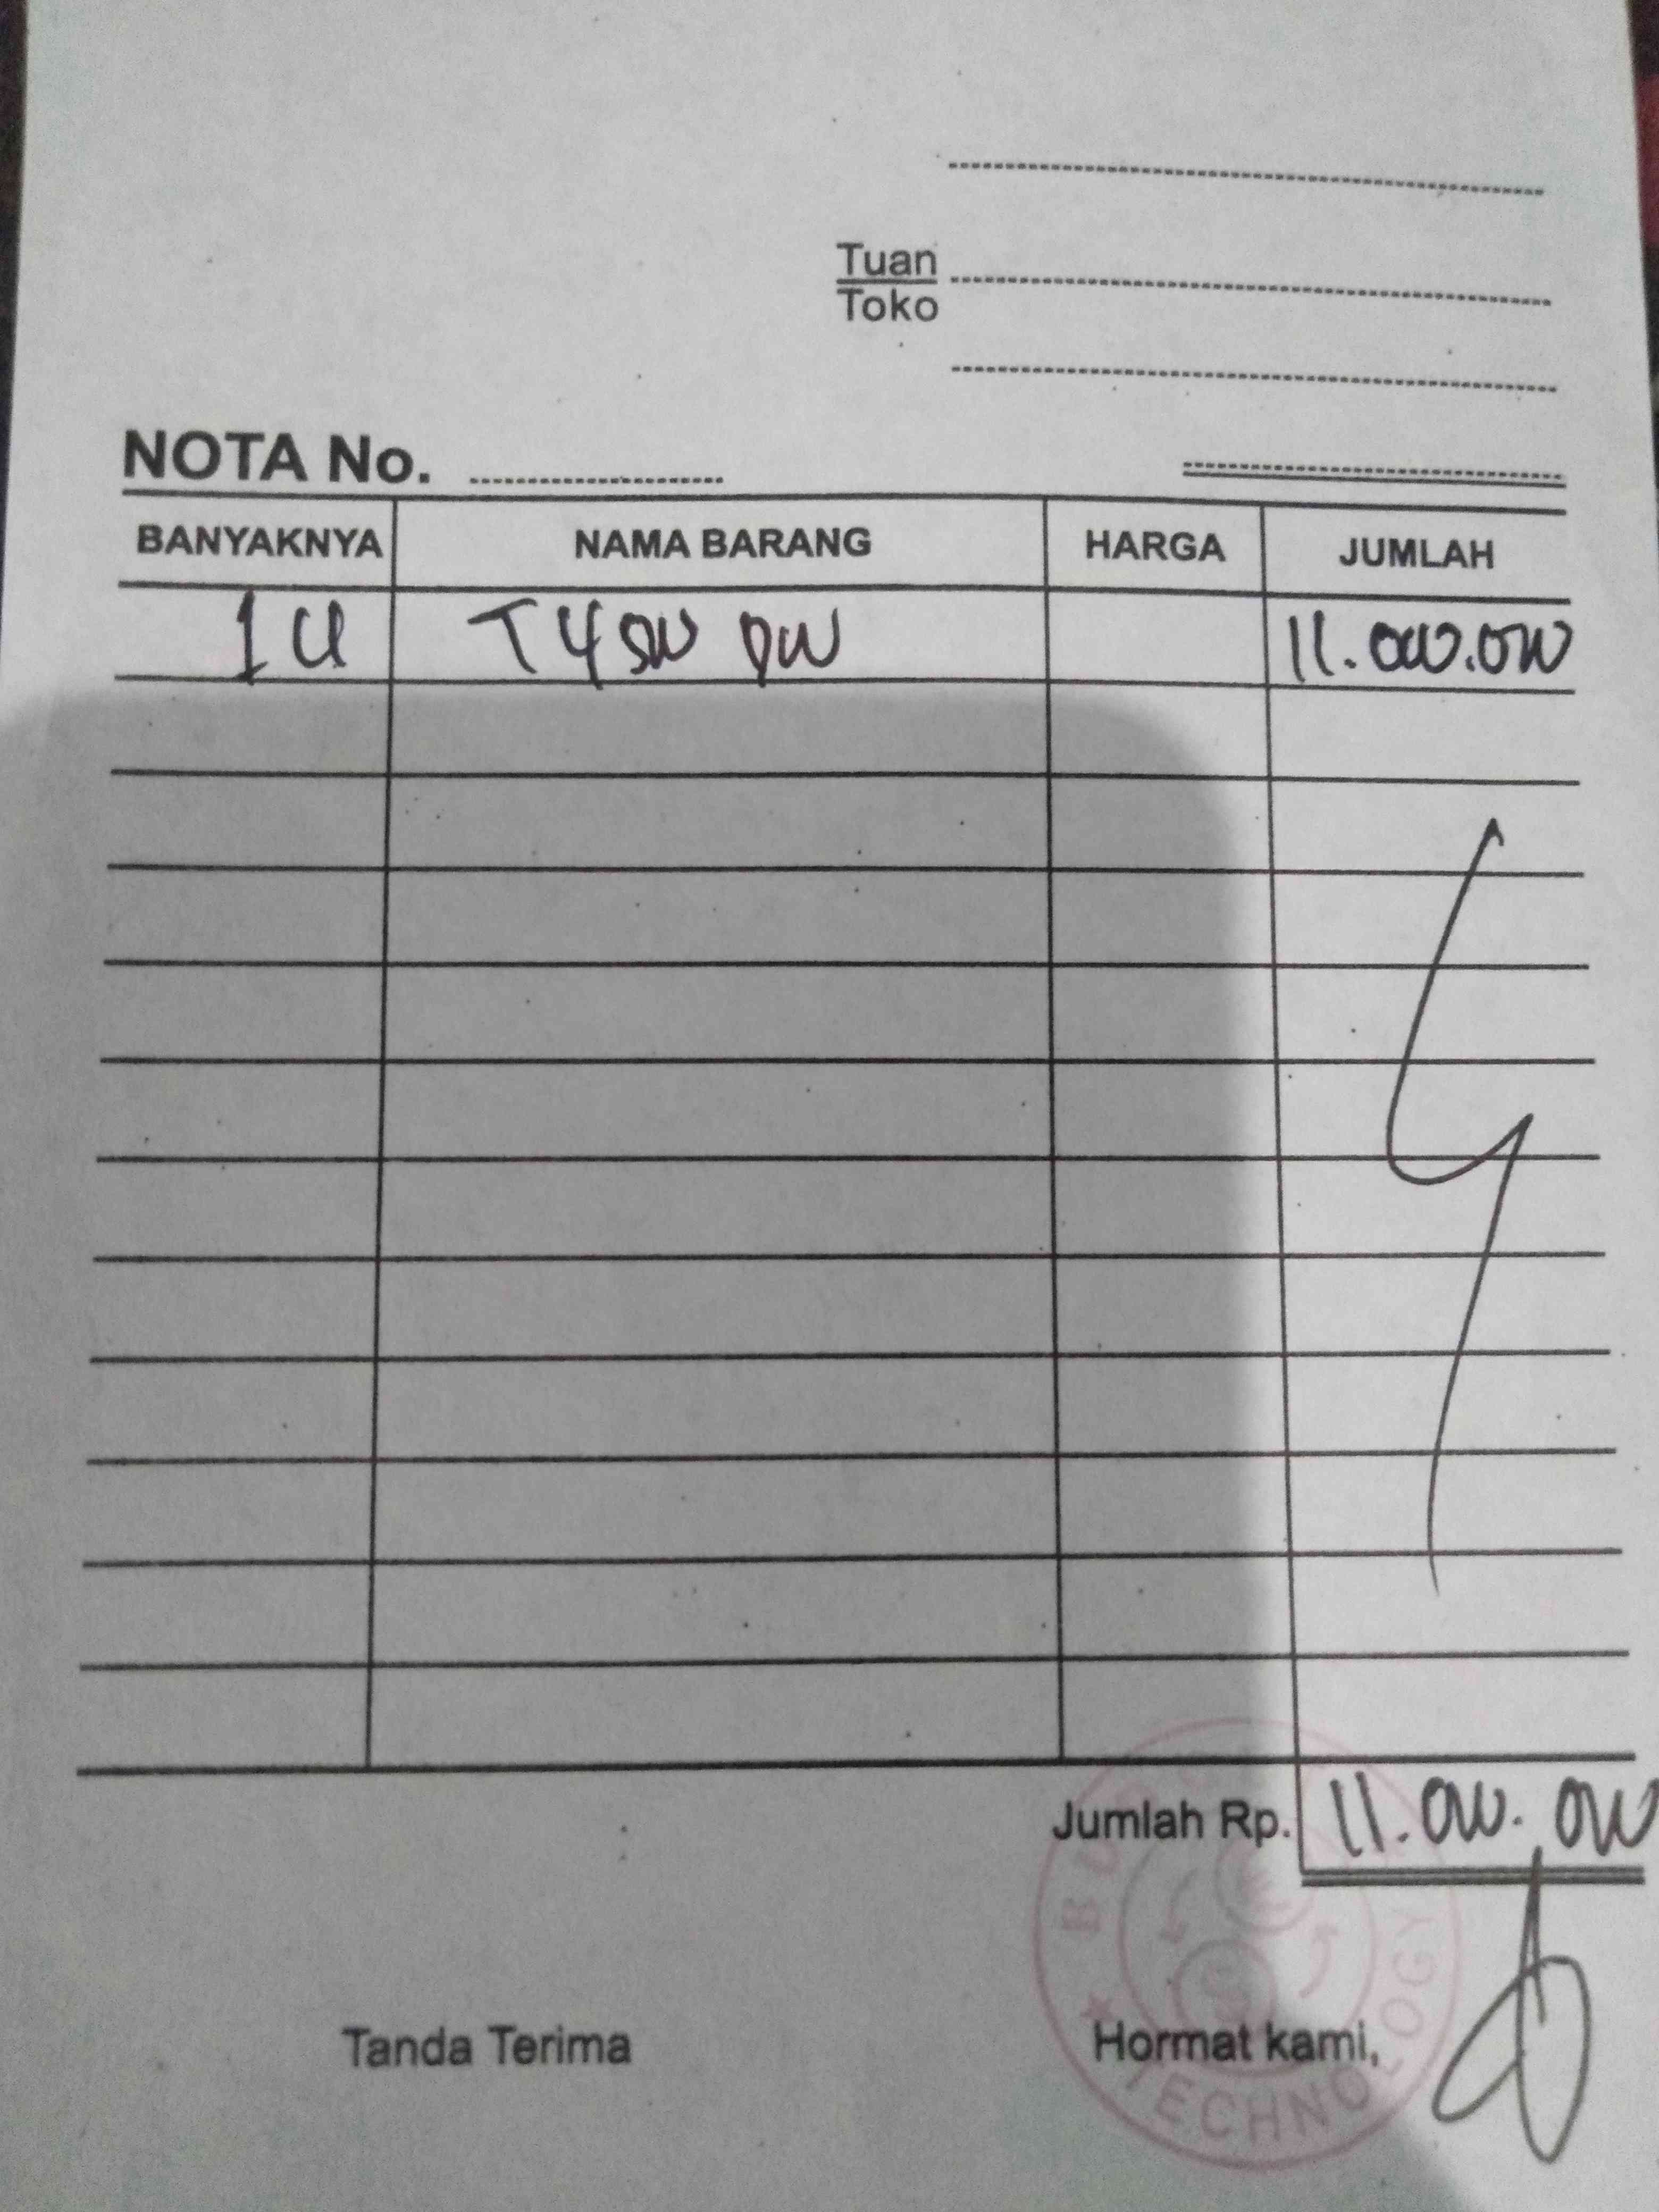 Tuan
Toko
NOTA No.
BANYAKNYA NAMA BARANG HARGA JUMLAH
1 U 11.000.000
Jumlah Rp. 11.000.000
Tanda Terima Hormat kami,
TECHNOLOGY